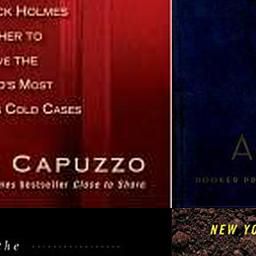 CK HOLMES
HER TO
VE THE
D'S MOST
S COLD CASES
CAPUZZO
mes bestseller Close to Shore
A
BOOKER PR
the
NEW YO